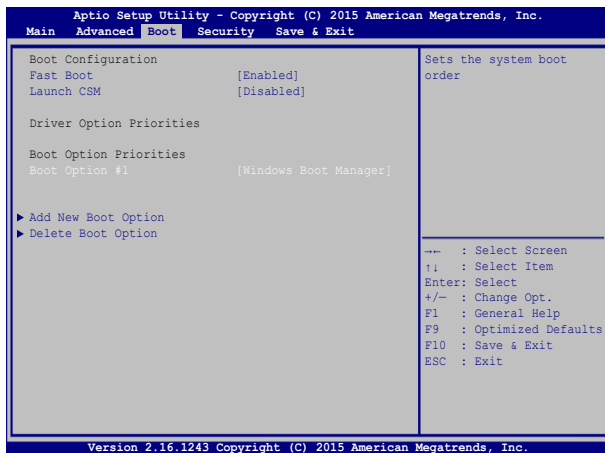 Aptio Setup Utility - Copyright (C) 2015 American Megatrends, Inc.
Main Advanced Boot Security Save & Exit
Boot Configuration
Fast Boot [Enabled]
Launch CSM [Disabled]
Driver Option Priorities
Boot Option Priorities
Boot Option #1 [Windows Boot Manager]
▶ Add New Boot Option
▶ Delete Boot Option
Sets the system boot
order
→← : Select Screen
↑↓ : Select Item
Enter: Select
+/— : Change Opt.
F1 : General Help
F9 : Optimized Defaults
F10 : Save & Exit
ESC : Exit
Version 2.16.1243 Copyright (C) 2015 American Megatrends, Inc.